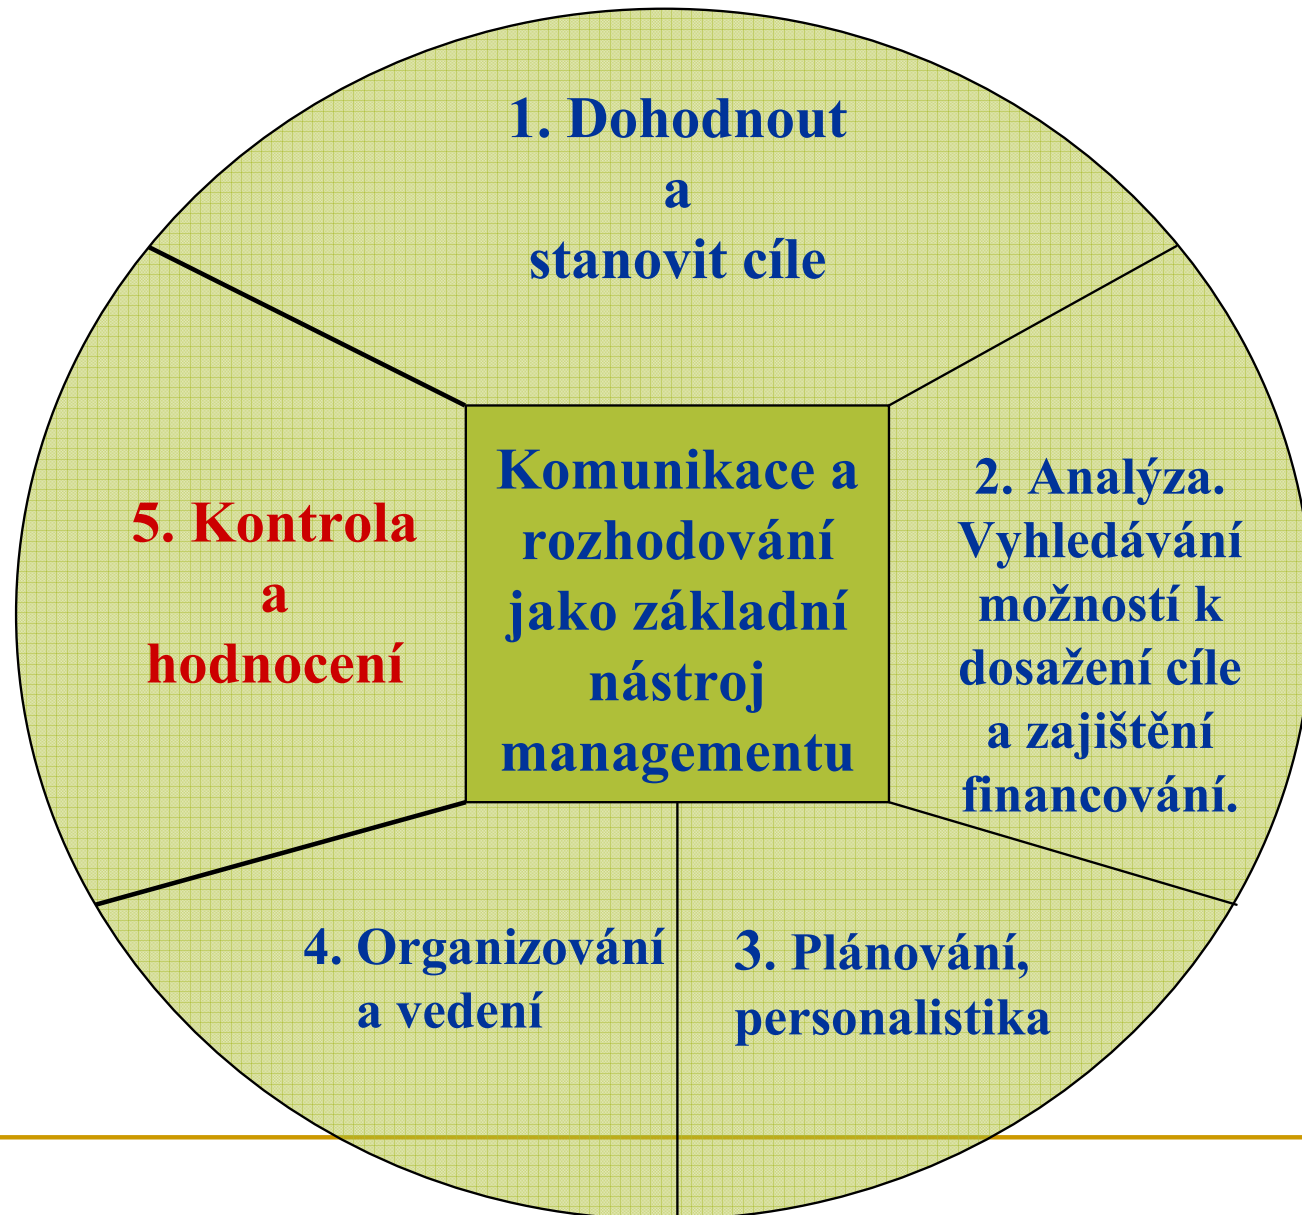 1. Dohodnout
a
stanovit cíle
Komunikace a
rozhodování
jako základní
nástroj
managementu
2. Analýza.
Vyhledávání
možností k
dosažení cíle
a zajištění
financování.
3. Plánování,
personalistika
4. Organizování
a vedení
5. Kontrola
a
hodnocení